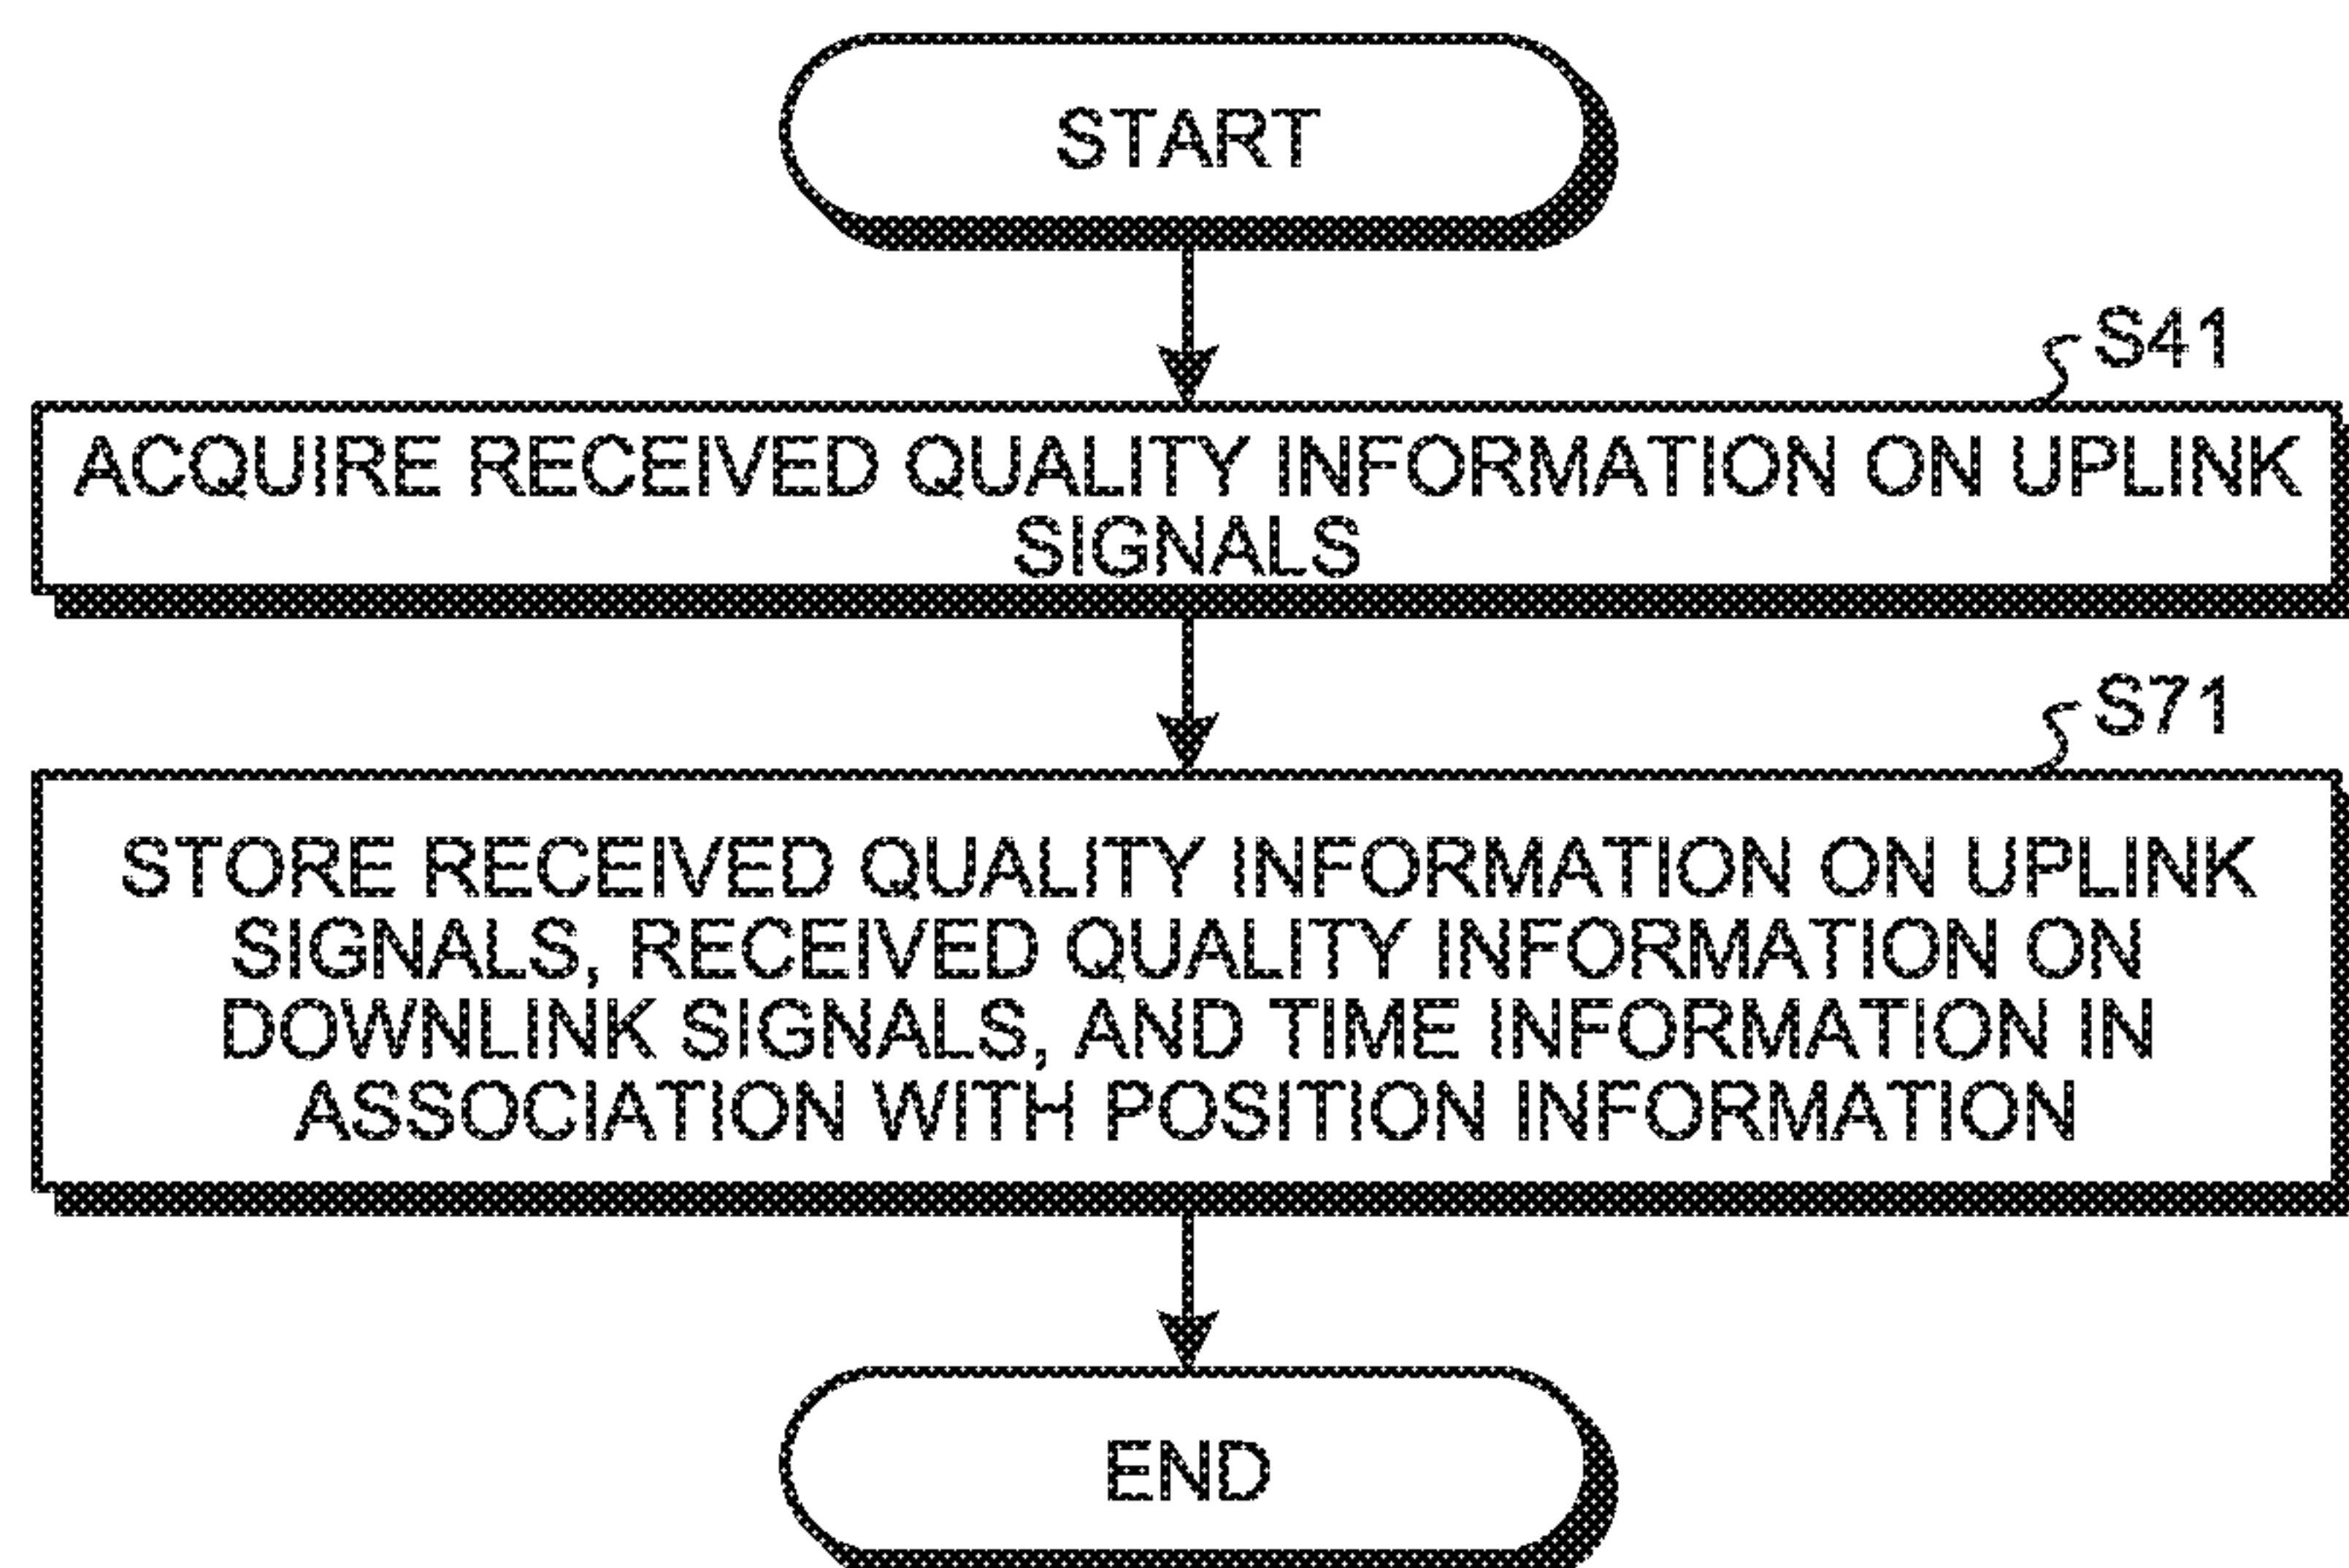 START
S41
ACQUIRE RECEIVED QUALITY INFORMATION ON UPLINK
SIGNALS
S71
STORE RECEIVED QUALITY INFORMATION ON UPLINK
SIGNALS, RECEIVED QUALITY INFORMATION ON
DOWNLINK SIGNALS, AND TIME INFORMATION IN
ASSOCIATION WITH POSITION INFORMATION
END